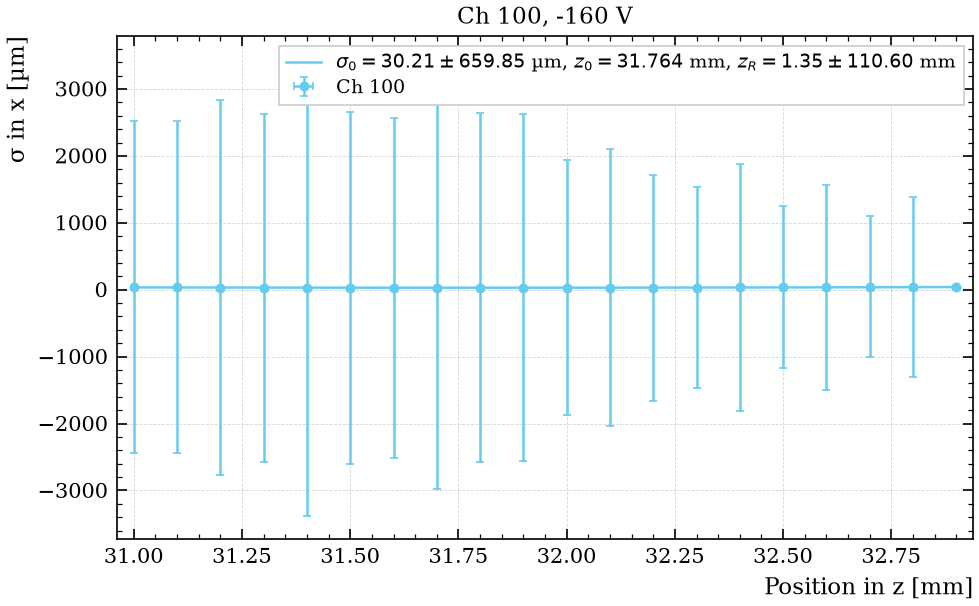 Ch 100, -160 V
σ in x [µm]
σ₀ = 30.21 ± 659.85 µm, z₀ = 31.764 mm, z_R = 1.35 ± 110.60 mm
Ch 100
3000
2000
1000
0
−1000
−2000
−3000
31.00 31.25 31.50 31.75 32.00 32.25 32.50 32.75
Position in z [mm]